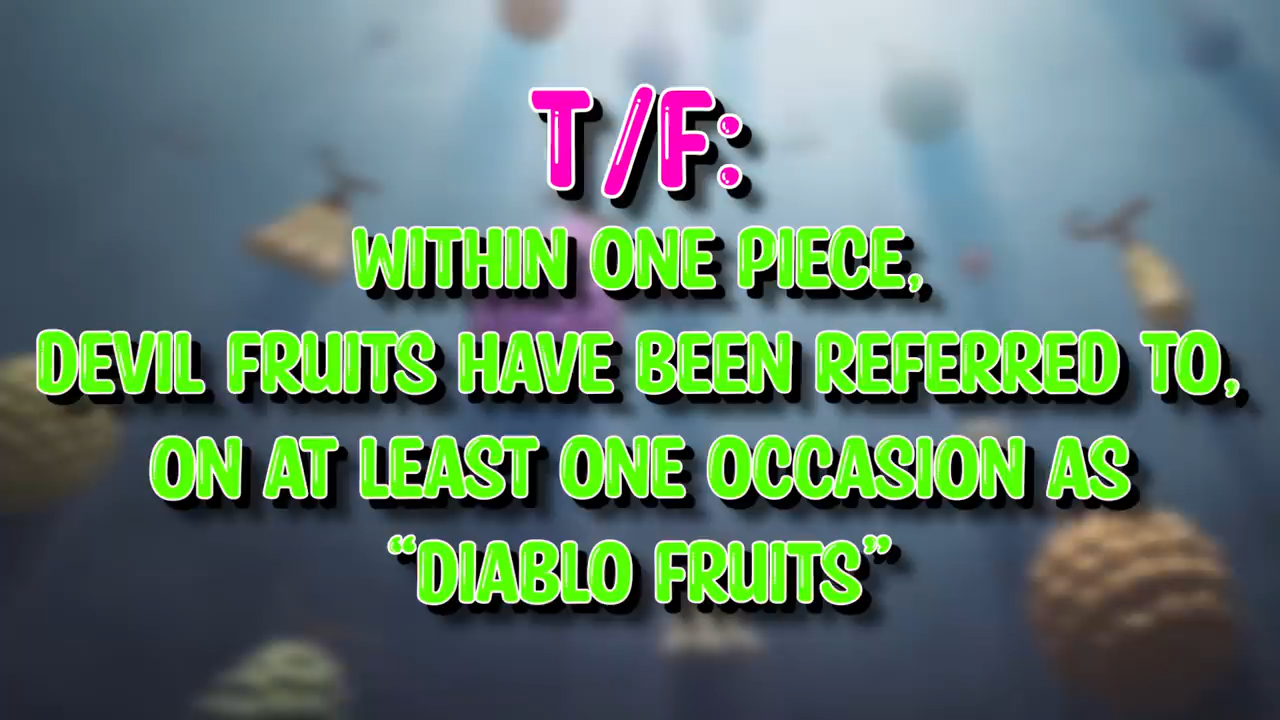 T/F:
WITHIN ONE PIECE,
DEVIL FRUITS HAVE BEEN REFERRED TO,
ON AT LEAST ONE OCCASION AS
“DIABLO FRUITS”